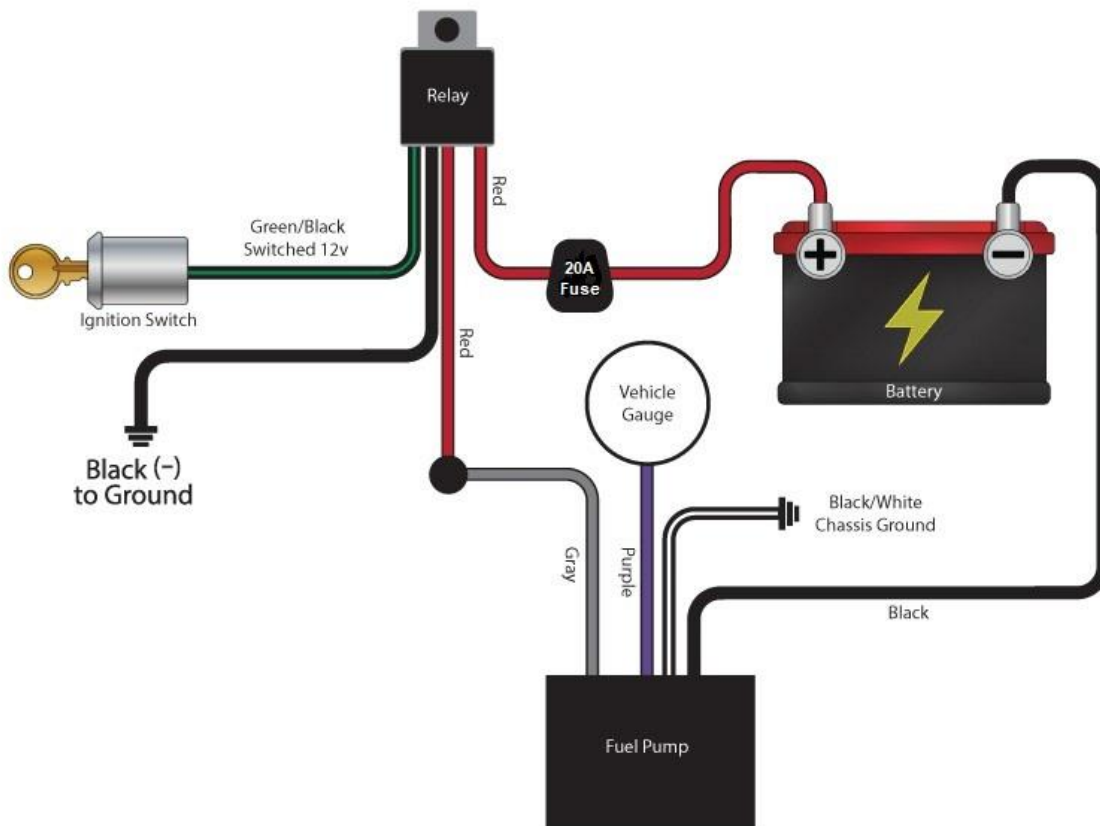 Relay
Red
Green/Black
Switched 12v
20A
Fuse
+
−
Ignition Switch
Red
Battery
Vehicle
Gauge
Black (-)
to Ground
Black/White
Chassis Ground
Gray
Purple
Black
Fuel Pump